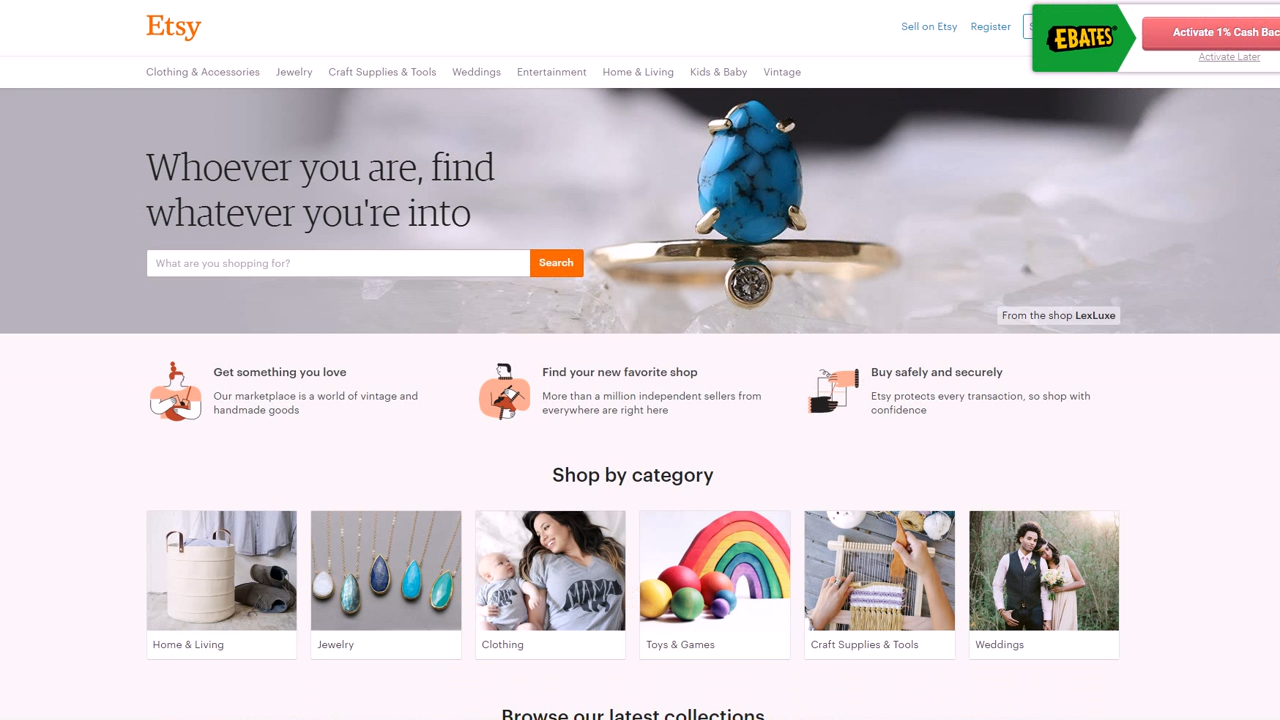 Etsy
Sell on Etsy
Register
EBATES
Activate 1% Cash Bac
Activate Later
Clothing & Accessories
Jewelry
Craft Supplies & Tools
Weddings
Entertainment
Home & Living
Kids & Baby
Vintage
Whoever you are, find
whatever you're into
What are you shopping for?
Search
From the shop LexLuxe
Get something you love
Our marketplace is a world of vintage and
handmade goods
Find your new favorite shop
More than a million independent sellers from
everywhere are right here
Buy safely and securely
Etsy protects every transaction, so shop with
confidence
Shop by category
MAMA
Home & Living
Jewelry
Clothing
Toys & Games
Craft Supplies & Tools
Weddings
Browse our latest collections